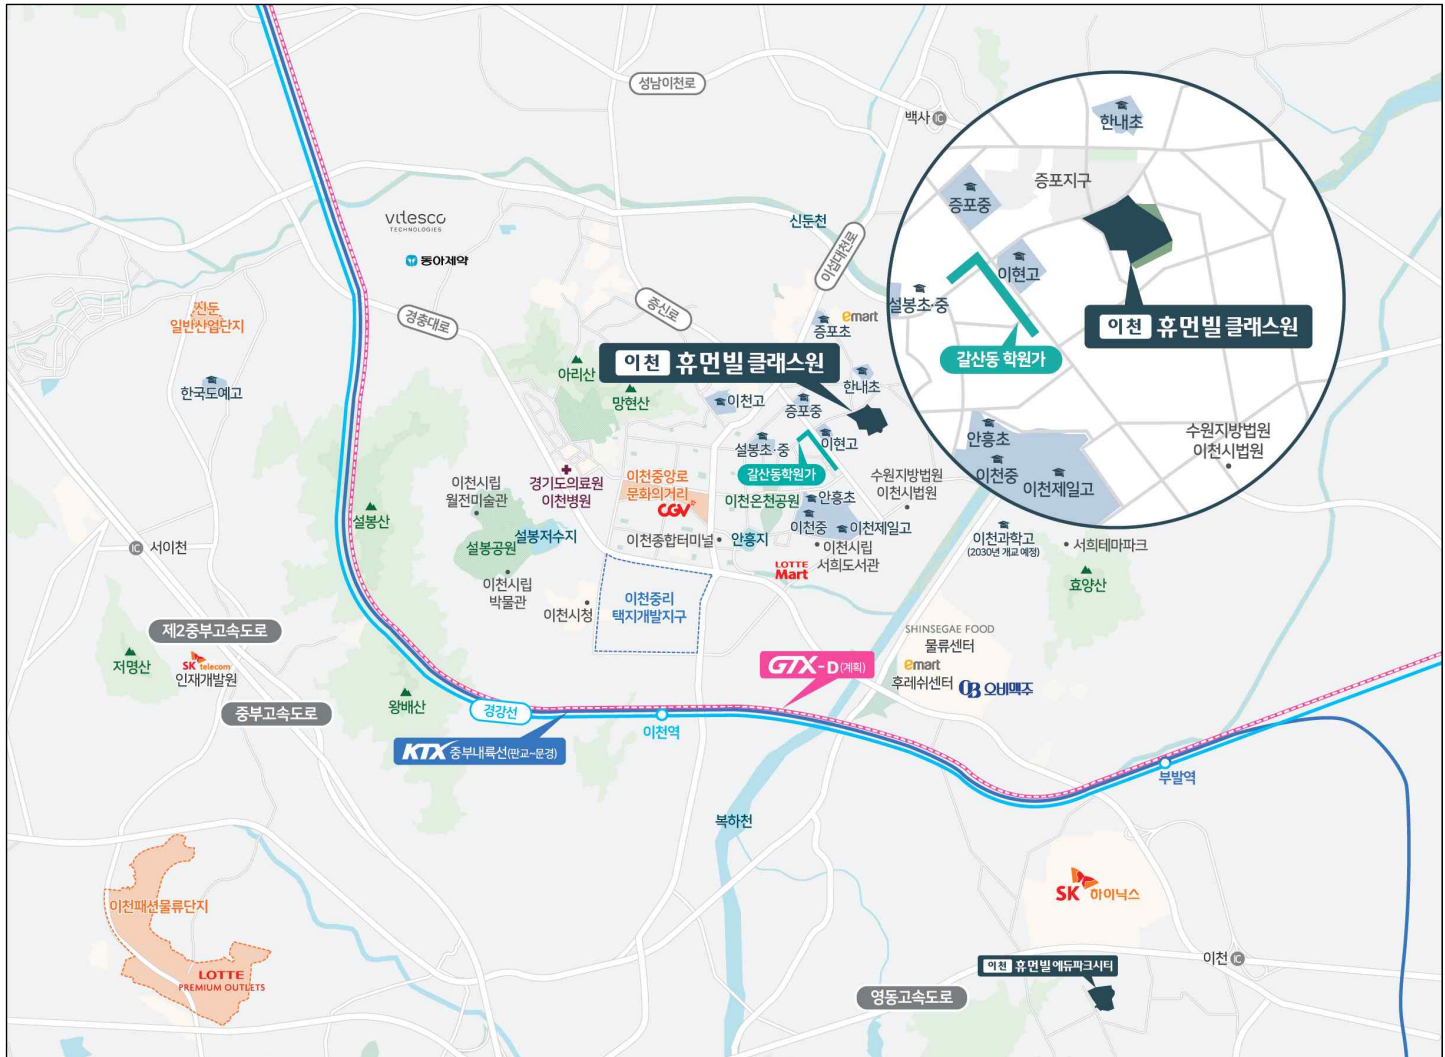 성남이천로
백사 IC
한내초
증포지구
증포중
이현고
설봉초·중
이천 휴먼빌 클래스원
갈산동 학원가
안흥초
이천중
이천제일고
수원지방법원
이천시법원
vitesco
TECHNOLOGIES
동아제약
신둔천
이섭대천로
신둔
일반산업단지
경충대로
증신로
emart
증포초
이천 휴먼빌 클래스원
한국도예고
아리산
망현산
이천고
한내초
증포중
설봉초·중
이현고
갈산동학원가
경기도의료원
이천병원
이천중앙로
문화의거리
CGV
이천온천공원
안흥초
이천중
이천제일고
수원지방법원
이천시법원
이천시립
월전미술관
설봉산
설봉공원
설봉저수지
이천종합터미널
안흥지
이천시립
서희도서관
이천과학고
(2030년 개교 예정)
서희테마파크
효양산
IC 서이천
이천시립
박물관
이천시청
이천중리
택지개발지구
LOTTE
Mart
제2중부고속도로
저명산
SK telecom
인재개발원
중부고속도로
왕배산
SHINSEGAE FOOD
물류센터
emart
후레쉬센터
OB 오비맥주
GTX-D(계획)
경강선
이천역
KTX 중부내륙선(판교~문경)
부발역
복하천
SK 하이닉스
이천패션물류단지
LOTTE
PREMIUM OUTLETS
이천 휴먼빌 에듀파크시티
이천 IC
영동고속도로